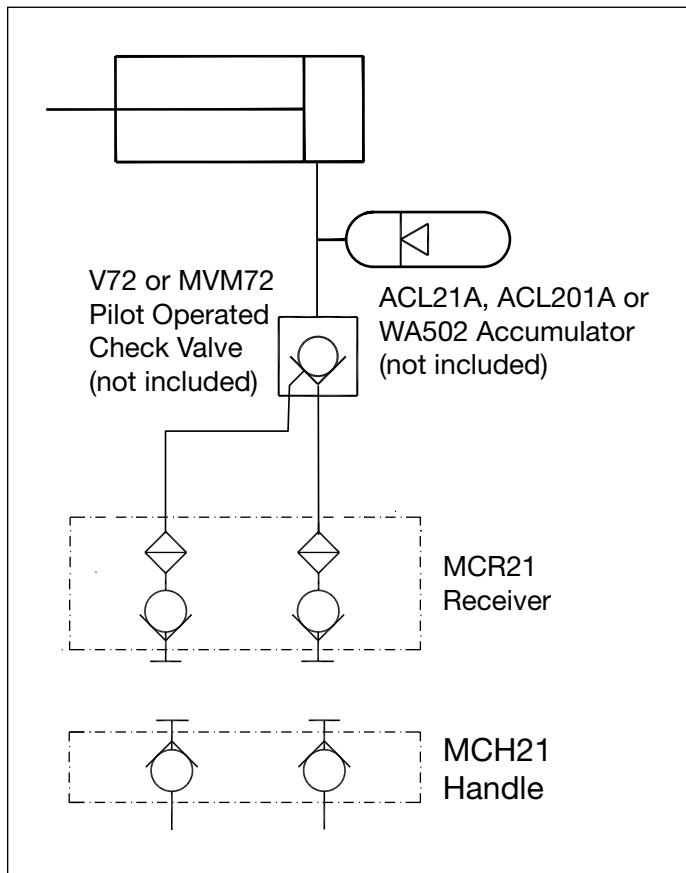 V72 or MVM72
Pilot Operated
Check Valve
(not included)
ACL21A, ACL201A or
WA502 Accumulator
(not included)
MCR21
Receiver
MCH21
Handle